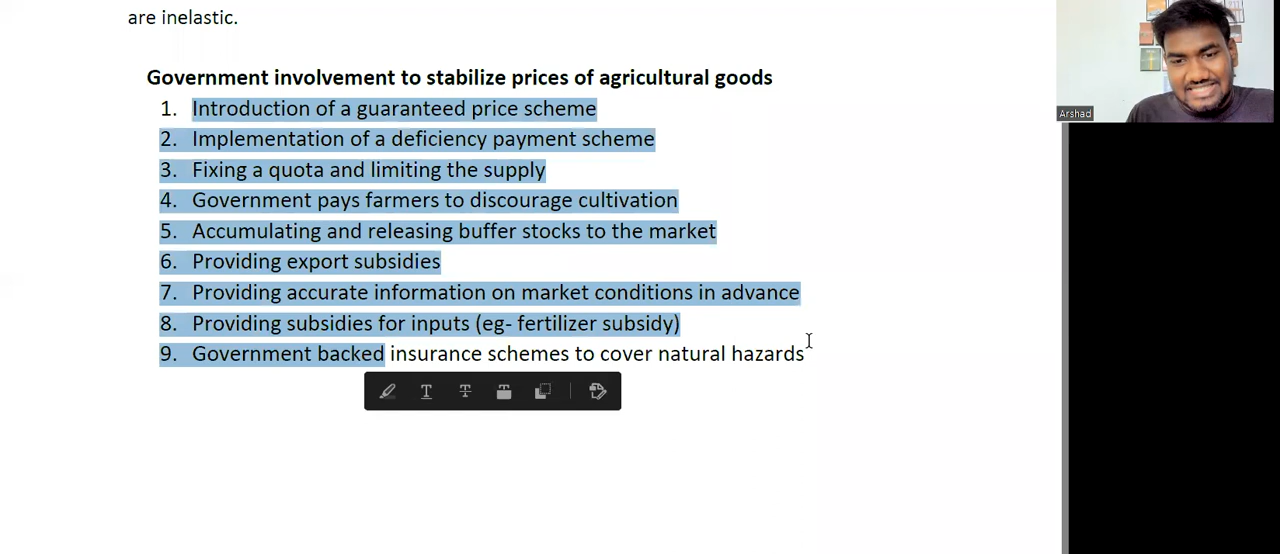 are inelastic.
Government involvement to stabilize prices of agricultural goods
1. Introduction of a guaranteed price scheme
2. Implementation of a deficiency payment scheme
3. Fixing a quota and limiting the supply
4. Government pays farmers to discourage cultivation
5. Accumulating and releasing buffer stocks to the market
6. Providing export subsidies
7. Providing accurate information on market conditions in advance
8. Providing subsidies for inputs (eg- fertilizer subsidy)
9. Government backed insurance schemes to cover natural hazards
Arshad